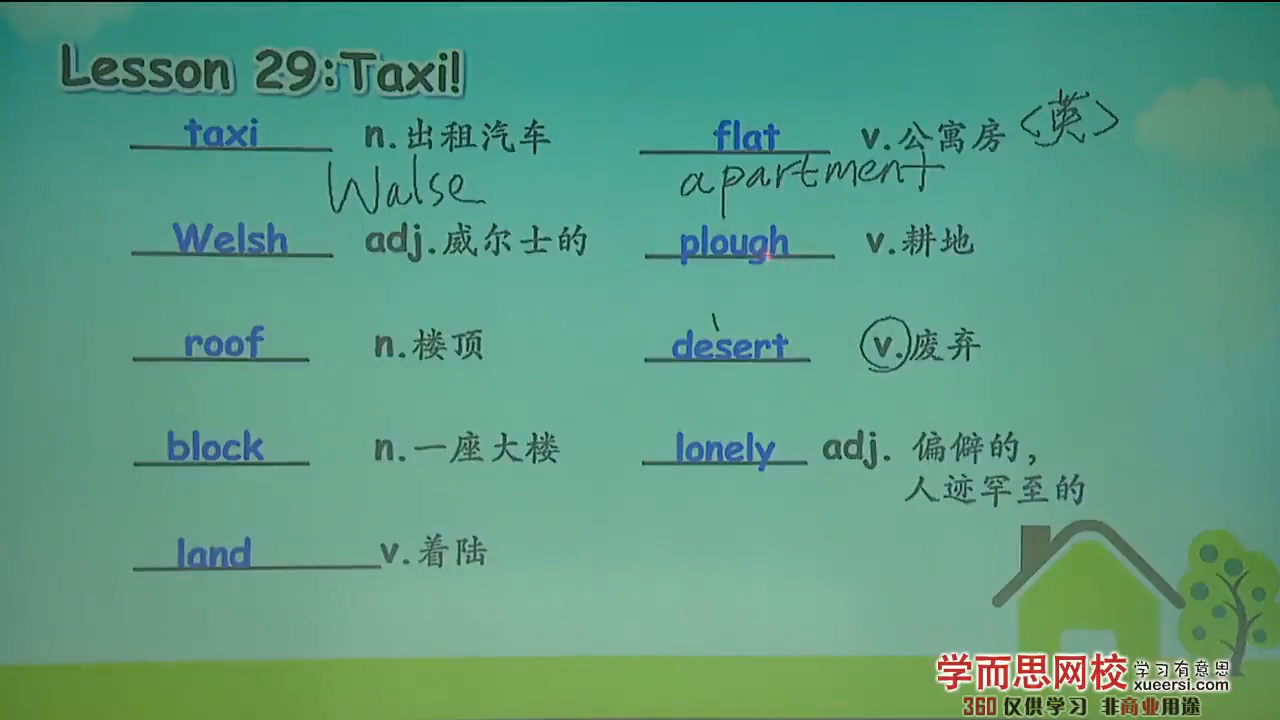 Lesson 29:Taxi!
taxi n.出租汽车
flat v.公寓房 <英>
Walse
apartment
Welsh adj.威尔士的
plough v.耕地
roof n.楼顶
desert v.废弃
block n.一座大楼
lonely adj. 偏僻的,
人迹罕至的
land v.着陆
学而思网校 学习有意思
xueersi.com
360 仅供学习 非商业用途